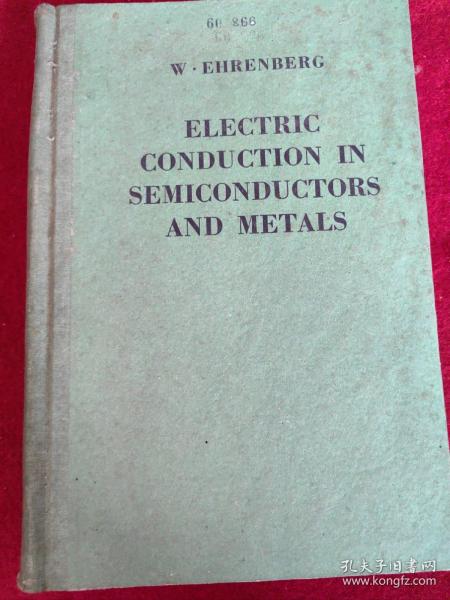 60 866
W · EHRENBERG
ELECTRIC
CONDUCTION IN
SEMICONDUCTORS
AND METALS
孔夫子旧书网
www.kongfz.com